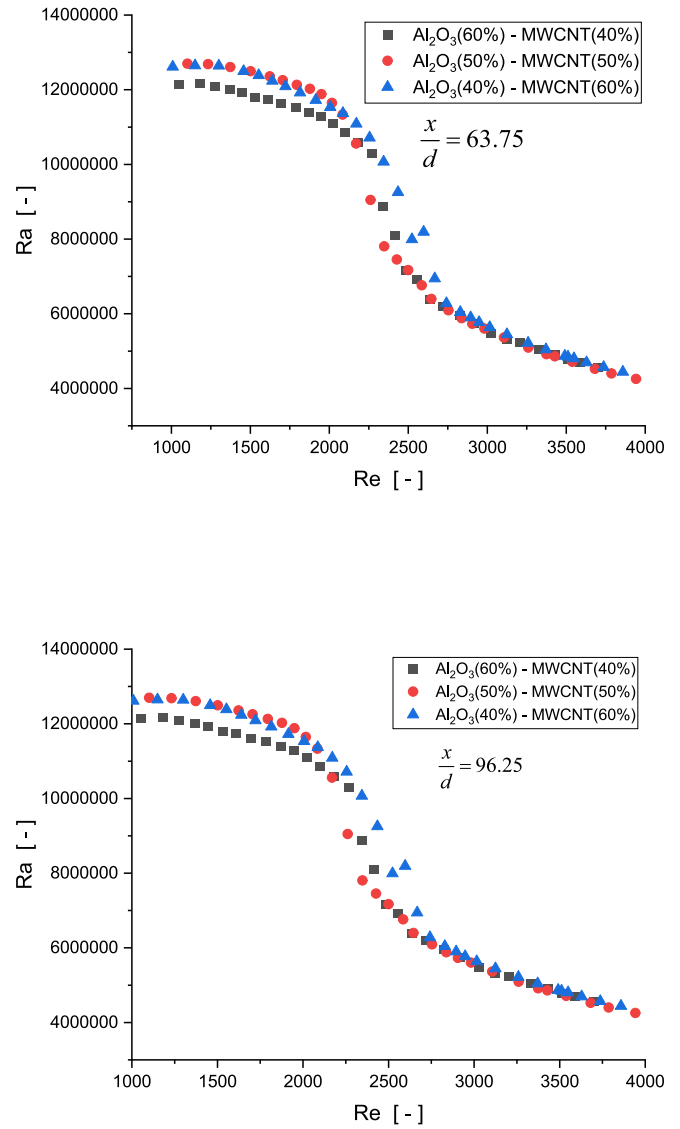 14000000
12000000
10000000
8000000
6000000
4000000
Ra [ - ]
Al₂O₃(60%) - MWCNT(40%)
Al₂O₃(50%) - MWCNT(50%)
Al₂O₃(40%) - MWCNT(60%)
x/d = 63.75
1000 1500 2000 2500 3000 3500 4000
Re [ - ]
14000000
12000000
10000000
8000000
6000000
4000000
Ra [ - ]
Al₂O₃(60%) - MWCNT(40%)
Al₂O₃(50%) - MWCNT(50%)
Al₂O₃(40%) - MWCNT(60%)
x/d = 96.25
1000 1500 2000 2500 3000 3500 4000
Re [ - ]